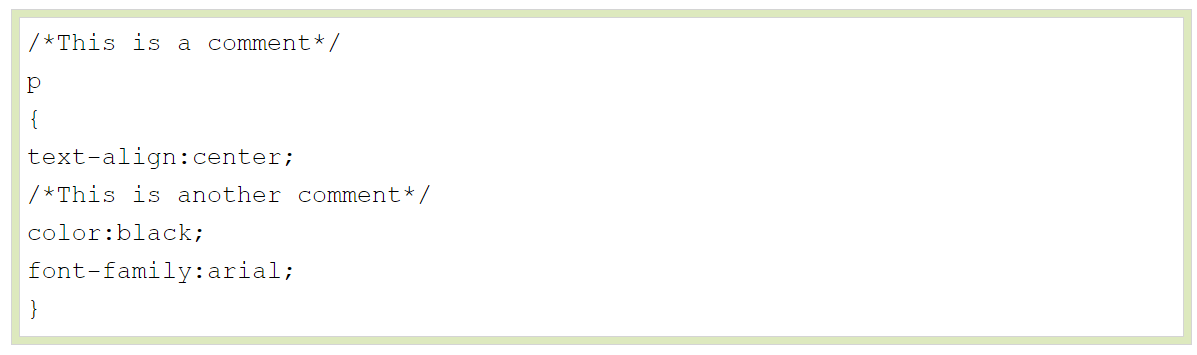 /*This is a comment*/
p
{
text-align:center;
/*This is another comment*/
color:black;
font-family:arial;
}